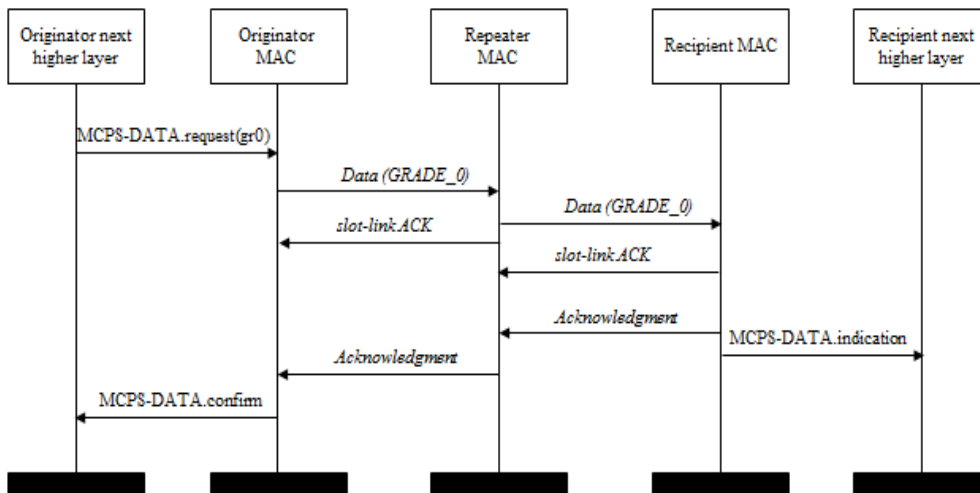 Originator next
higher layer
Originator
MAC
Repeater
MAC
Recipient MAC
Recipient next
higher layer
MCPS-DATA.request(gr0)
Data (GRADE_0)
Data (GRADE_0)
slot-link ACK
slot-link ACK
Acknowledgment
MCPS-DATA.indication
Acknowledgment
MCPS-DATA.confirm